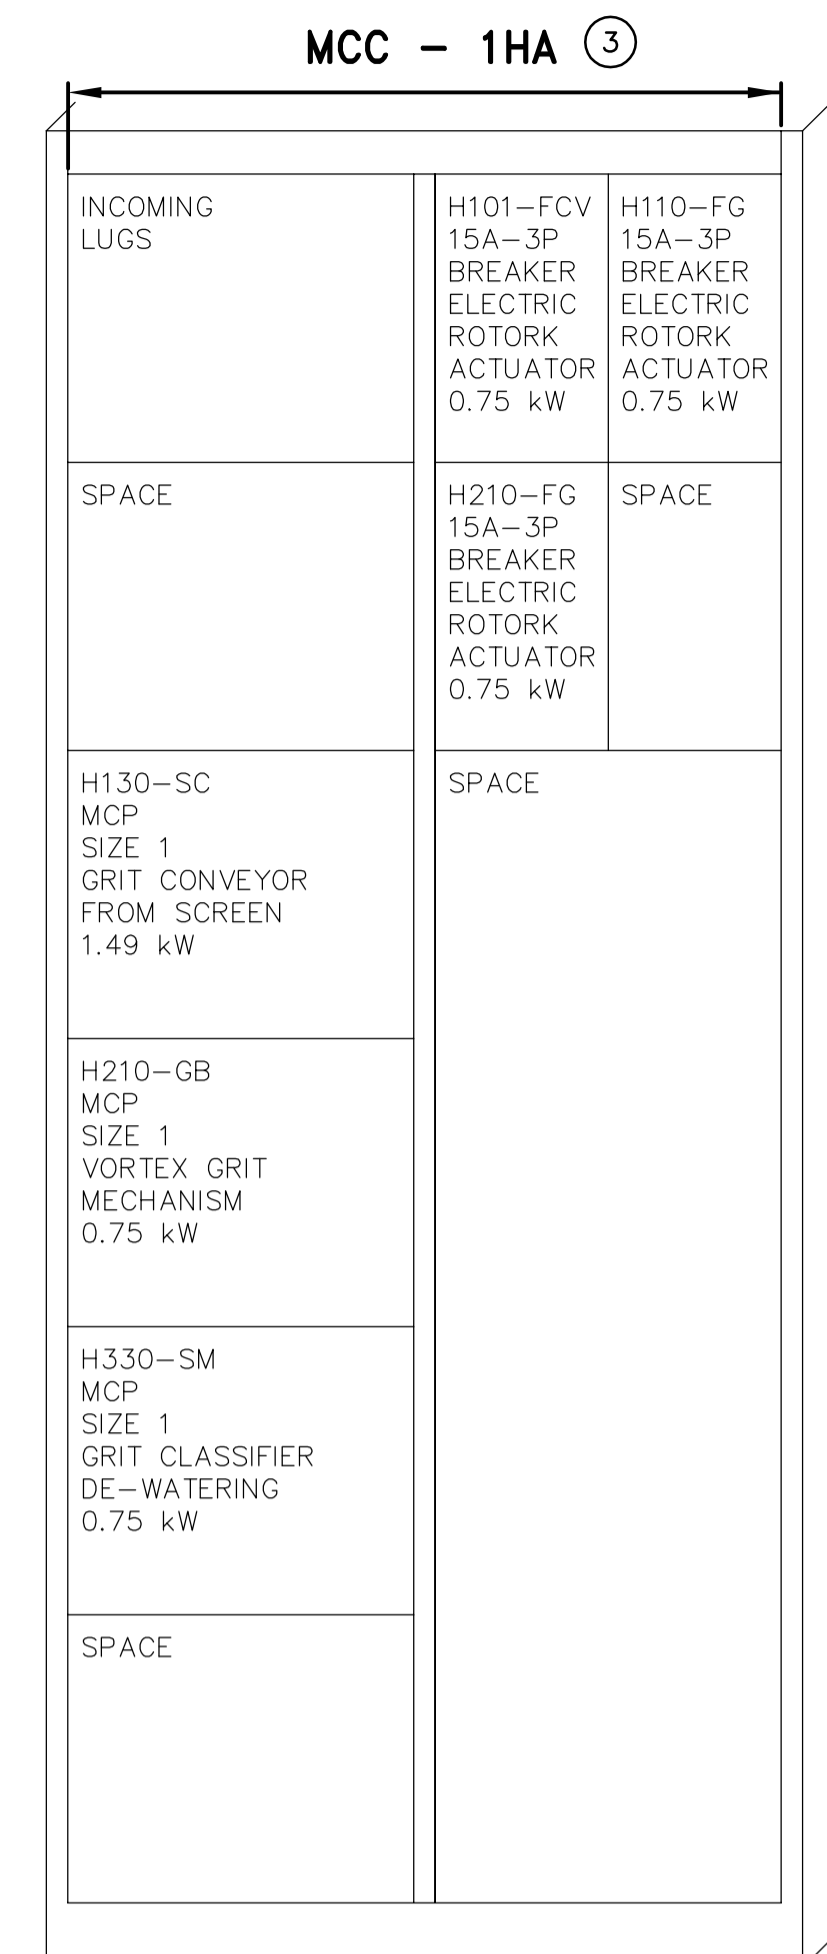 MCC - 1HA 3
INCOMING
LUGS
SPACE
H130-SC
MCP
SIZE 1
GRIT CONVEYOR
FROM SCREEN
1.49 kW
H210-GB
MCP
SIZE 1
VORTEX GRIT
MECHANISM
0.75 kW
H330-SM
MCP
SIZE 1
GRIT CLASSIFIER
DE-WATERING
0.75 kW
SPACE
H101-FCV
15A-3P
BREAKER
ELECTRIC
ROTORK
ACTUATOR
0.75 kW
H110-FG
15A-3P
BREAKER
ELECTRIC
ROTORK
ACTUATOR
0.75 kW
H210-FG
15A-3P
BREAKER
ELECTRIC
ROTORK
ACTUATOR
0.75 kW
SPACE
SPACE